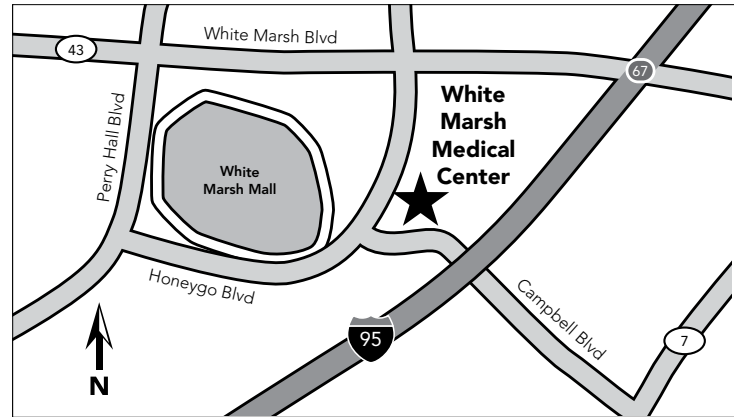 White Marsh Blvd
43
67
White
Marsh
Medical
Center
Perry Hall Blvd
White
Marsh Mall
Honeygo Blvd
Campbell Blvd
95
7
N